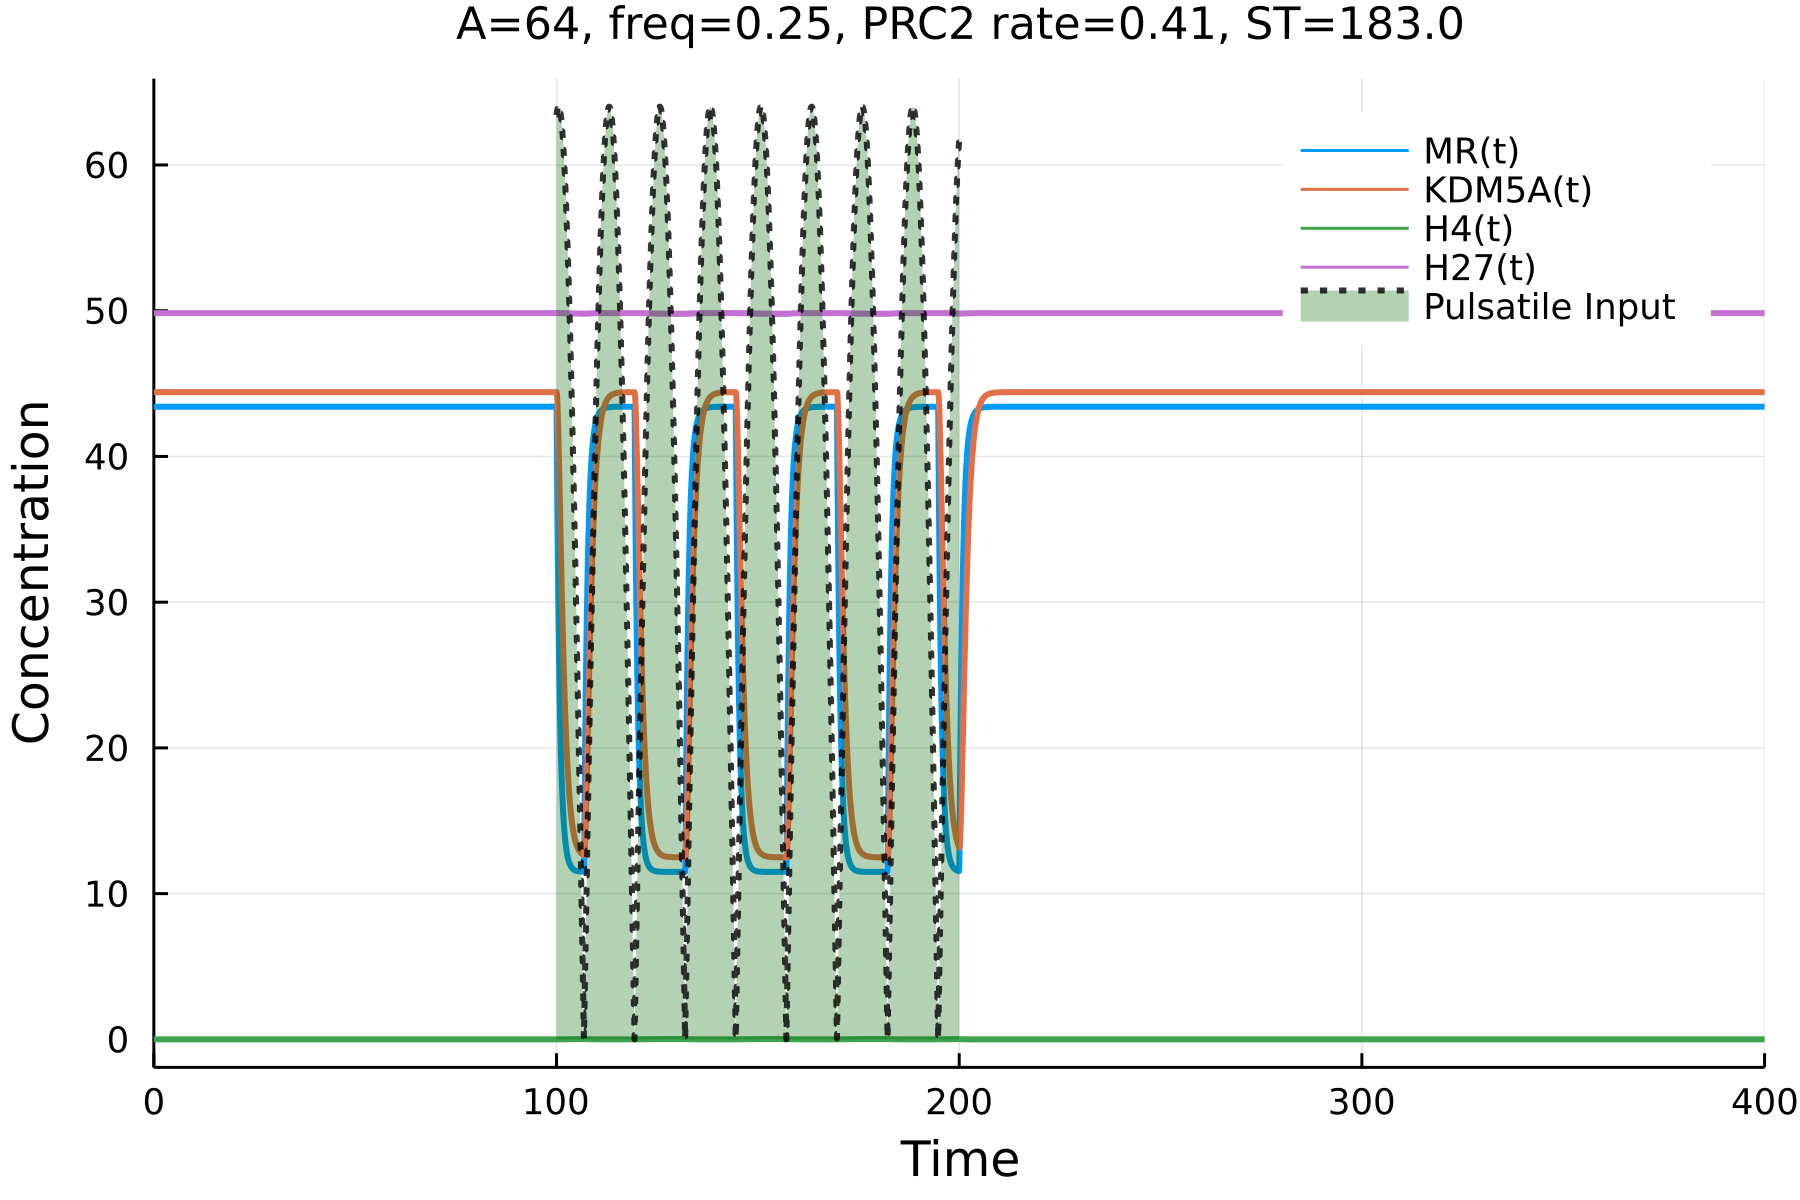 A=64, freq=0.25, PRC2 rate=0.41, ST=183.0
MR(t)
KDM5A(t)
H4(t)
H27(t)
Pulsatile Input
Concentration
60
50
40
30
20
10
0
0 100 200 300 400
Time